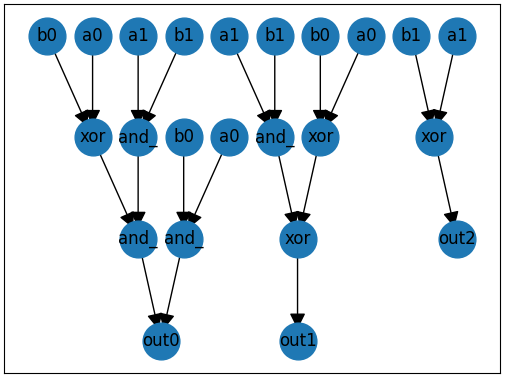 b0 a0 a1 b1 a1 b1 b0 a0 b1 a1
xor and_ b0 a0 and_ xor xor
and_ and_ xor out2
out0 out1